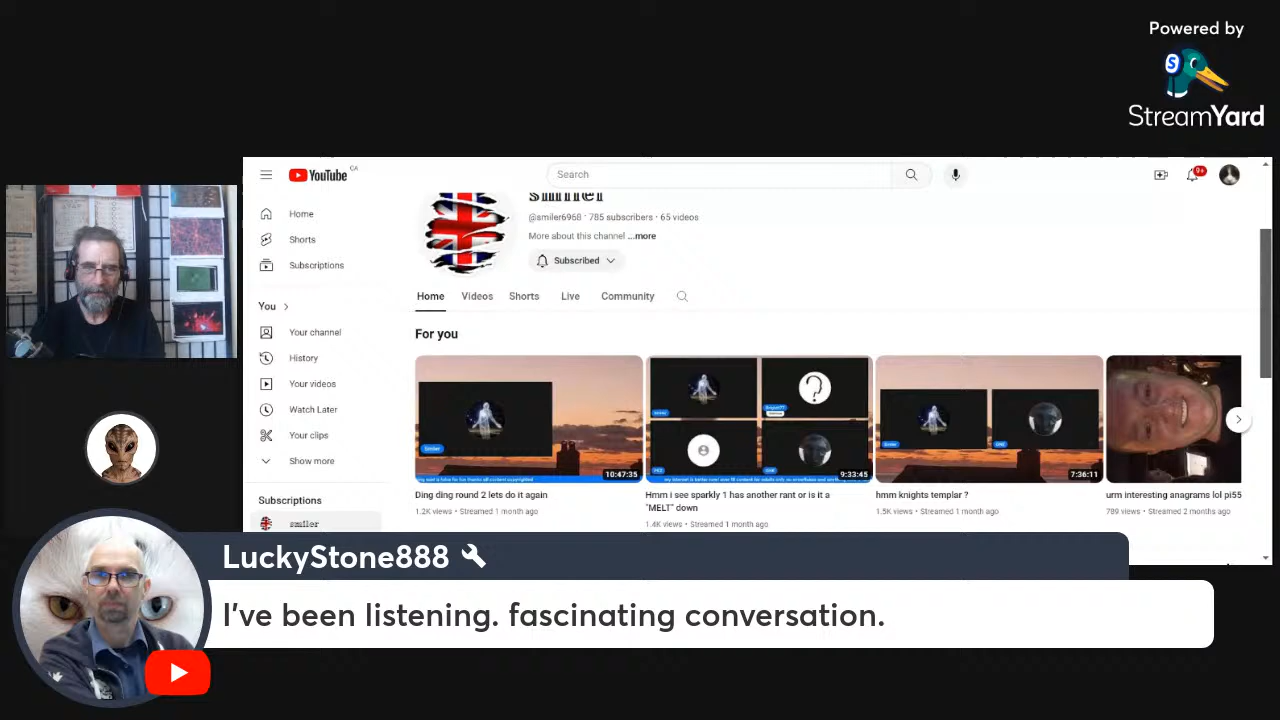 Powered by
StreamYard
YouTube CA
Search
9+
Home
Shorts
Subscriptions
You
Your channel
History
Your videos
Watch Later
Your clips
Show more
Subscriptions
smiler
smiler
@smiler6968 · 785 subscribers · 65 videos
More about this channel ...more
Subscribed
Home Videos Shorts Live Community
For you
10:47:35
9:33:45
7:36:11
Ding ding round 2 lets do it again
1.2K views • Streamed 1 month ago
Hmm i see sparkly 1 has another rant or is it a
"MELT" down
1.4K views • Streamed 1 month ago
hmm knights templar ?
1.5K views • Streamed 1 month ago
urm interesting anagrams lol pi55
789 views • Streamed 2 months ago
LuckyStone888
I've been listening. fascinating conversation.